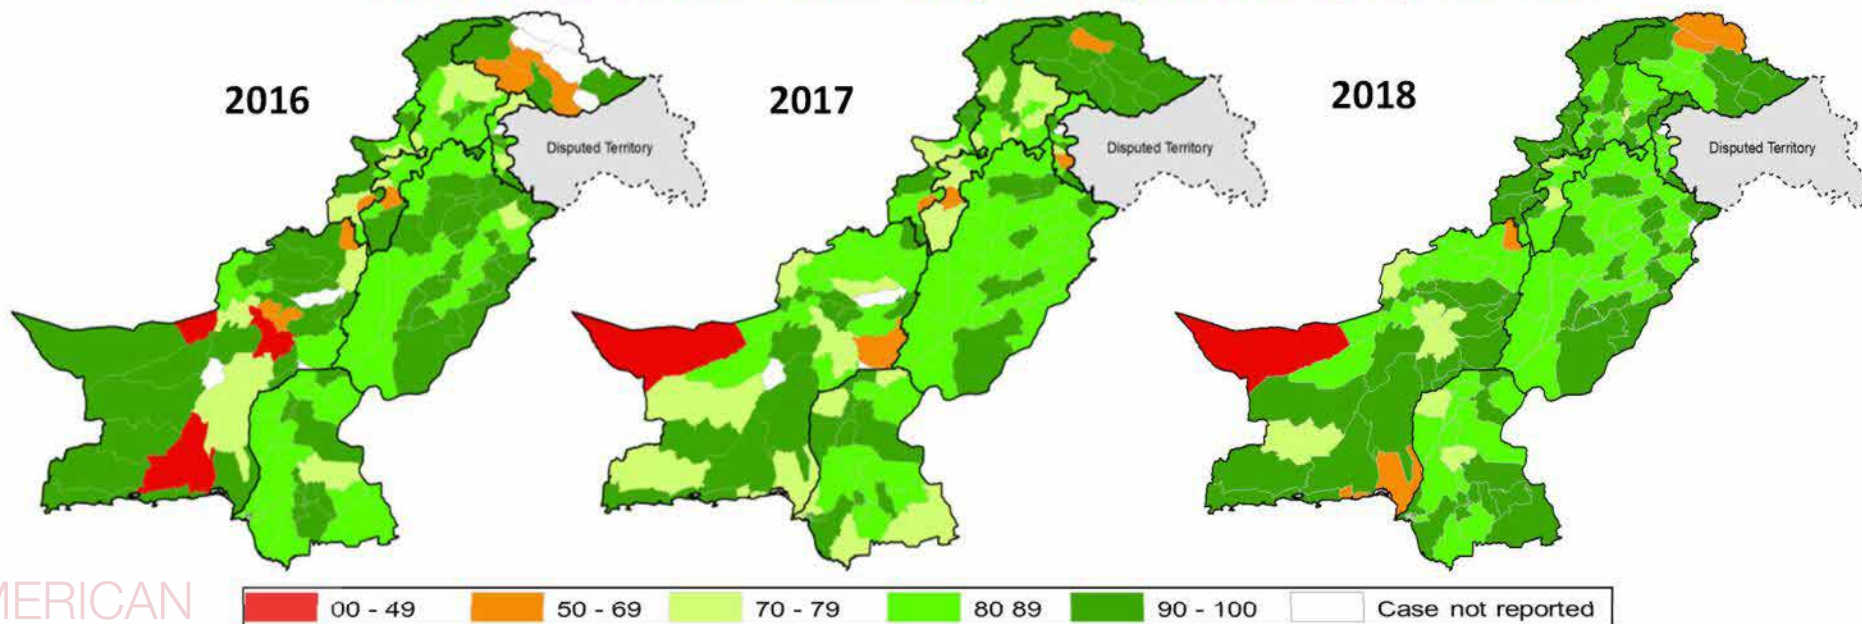 2016
2017
2018
Disputed Territory
Disputed Territory
Disputed Territory
MERICAN
00 - 49
50 - 69
70 - 79
80 89
90 - 100
Case not reported